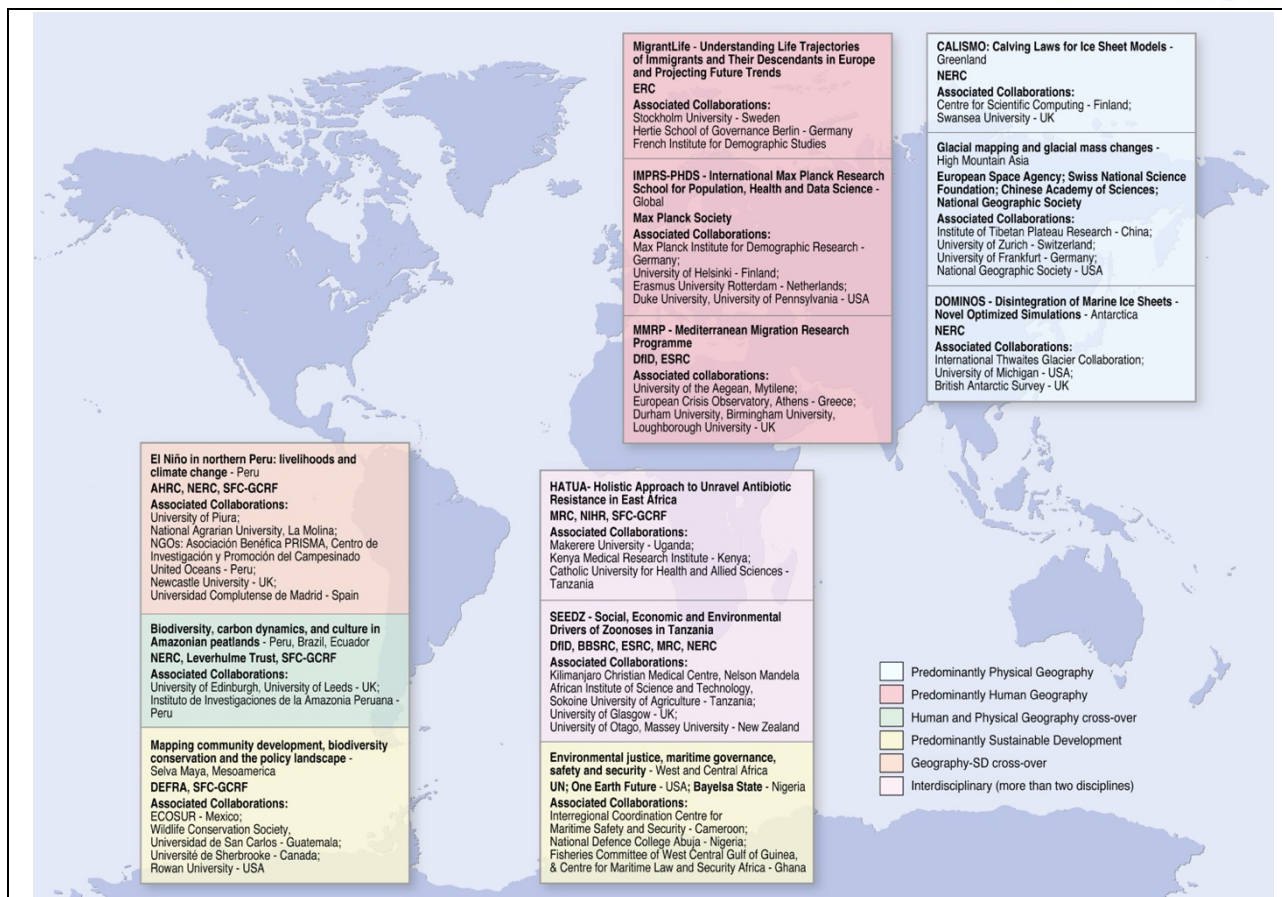 MigrantLife - Understanding Life Trajectories
of Immigrants and Their Descendants in Europe
and Projecting Future Trends
ERC
Associated Collaborations:
Stockholm University - Sweden
Hertie School of Governance Berlin - Germany
French Institute for Demographic Studies
IMPRS-PHDS - International Max Planck Research
School for Population, Health and Data Science -
Global
Max Planck Society
Associated Collaborations:
Max Planck Institute for Demographic Research -
Germany;
University of Helsinki - Finland;
Erasmus University Rotterdam - Netherlands;
Duke University, University of Pennsylvania - USA
MMRP - Mediterranean Migration Research
Programme
DfID, ESRC
Associated collaborations:
University of the Aegean, Mytilene;
European Crisis Observatory, Athens - Greece;
Durham University, Birmingham University,
Loughborough University - UK
CALISMO: Calving Laws for Ice Sheet Models -
Greenland
NERC
Associated Collaborations:
Centre for Scientific Computing - Finland;
Swansea University - UK
Glacial mapping and glacial mass changes -
High Mountain Asia
European Space Agency; Swiss National Science
Foundation; Chinese Academy of Sciences;
National Geographic Society
Associated Collaborations:
Institute of Tibetan Plateau Research - China;
University of Zurich - Switzerland;
University of Frankfurt - Germany;
National Geographic Society - USA
DOMINOS - Disintegration of Marine Ice Sheets -
Novel Optimized Simulations - Antarctica
NERC
Associated Collaborations:
International Thwaites Glacier Collaboration;
University of Michigan - USA;
British Antarctic Survey - UK
El Niño in northern Peru: livelihoods and
climate change - Peru
AHRC, NERC, SFC-GCRF
Associated Collaborations:
University of Piura;
National Agrarian University, La Molina;
NGOs: Asociación Benéfica PRISMA, Centro de
Investigación y Promoción del Campesinado
United Oceans - Peru;
Newcastle University - UK;
Universidad Complutense de Madrid - Spain
Biodiversity, carbon dynamics, and culture in
Amazonian peatlands - Peru, Brazil, Ecuador
NERC, Leverhulme Trust, SFC-GCRF
Associated Collaborations:
University of Edinburgh, University of Leeds - UK;
Instituto de Investigaciones de la Amazonia Peruana -
Peru
Mapping community development, biodiversity
conservation and the policy landscape -
Selva Maya, Mesoamerica
DEFRA, SFC-GCRF
Associated Collaborations:
ECOSUR - Mexico;
Wildlife Conservation Society,
Universidad de San Carlos - Guatemala;
Université de Sherbrooke - Canada;
Rowan University - USA
HATUA- Holistic Approach to Unravel Antibiotic
Resistance in East Africa
MRC, NIHR, SFC-GCRF
Associated Collaborations:
Makerere University - Uganda;
Kenya Medical Research Institute - Kenya;
Catholic University for Health and Allied Sciences -
Tanzania
SEEDZ - Social, Economic and Environmental
Drivers of Zoonoses in Tanzania
DfID, BBSRC, ESRC, MRC, NERC
Associated Collaborations:
Kilimanjaro Christian Medical Centre, Nelson Mandela
African Institute of Science and Technology,
Sokoine University of Agriculture - Tanzania;
University of Glasgow - UK;
University of Otago, Massey University - New Zealand
Environmental justice, maritime governance,
safety and security - West and Central Africa
UN; One Earth Future - USA; Bayelsa State - Nigeria
Associated Collaborations:
Interregional Coordination Centre for
Maritime Safety and Security - Cameroon;
National Defence College Abuja - Nigeria;
Fisheries Committee of West Central Gulf of Guinea,
& Centre for Maritime Law and Security Africa - Ghana
Predominantly Physical Geography
Predominantly Human Geography
Human and Physical Geography cross-over
Predominantly Sustainable Development
Geography-SD cross-over
Interdisciplinary (more than two disciplines)